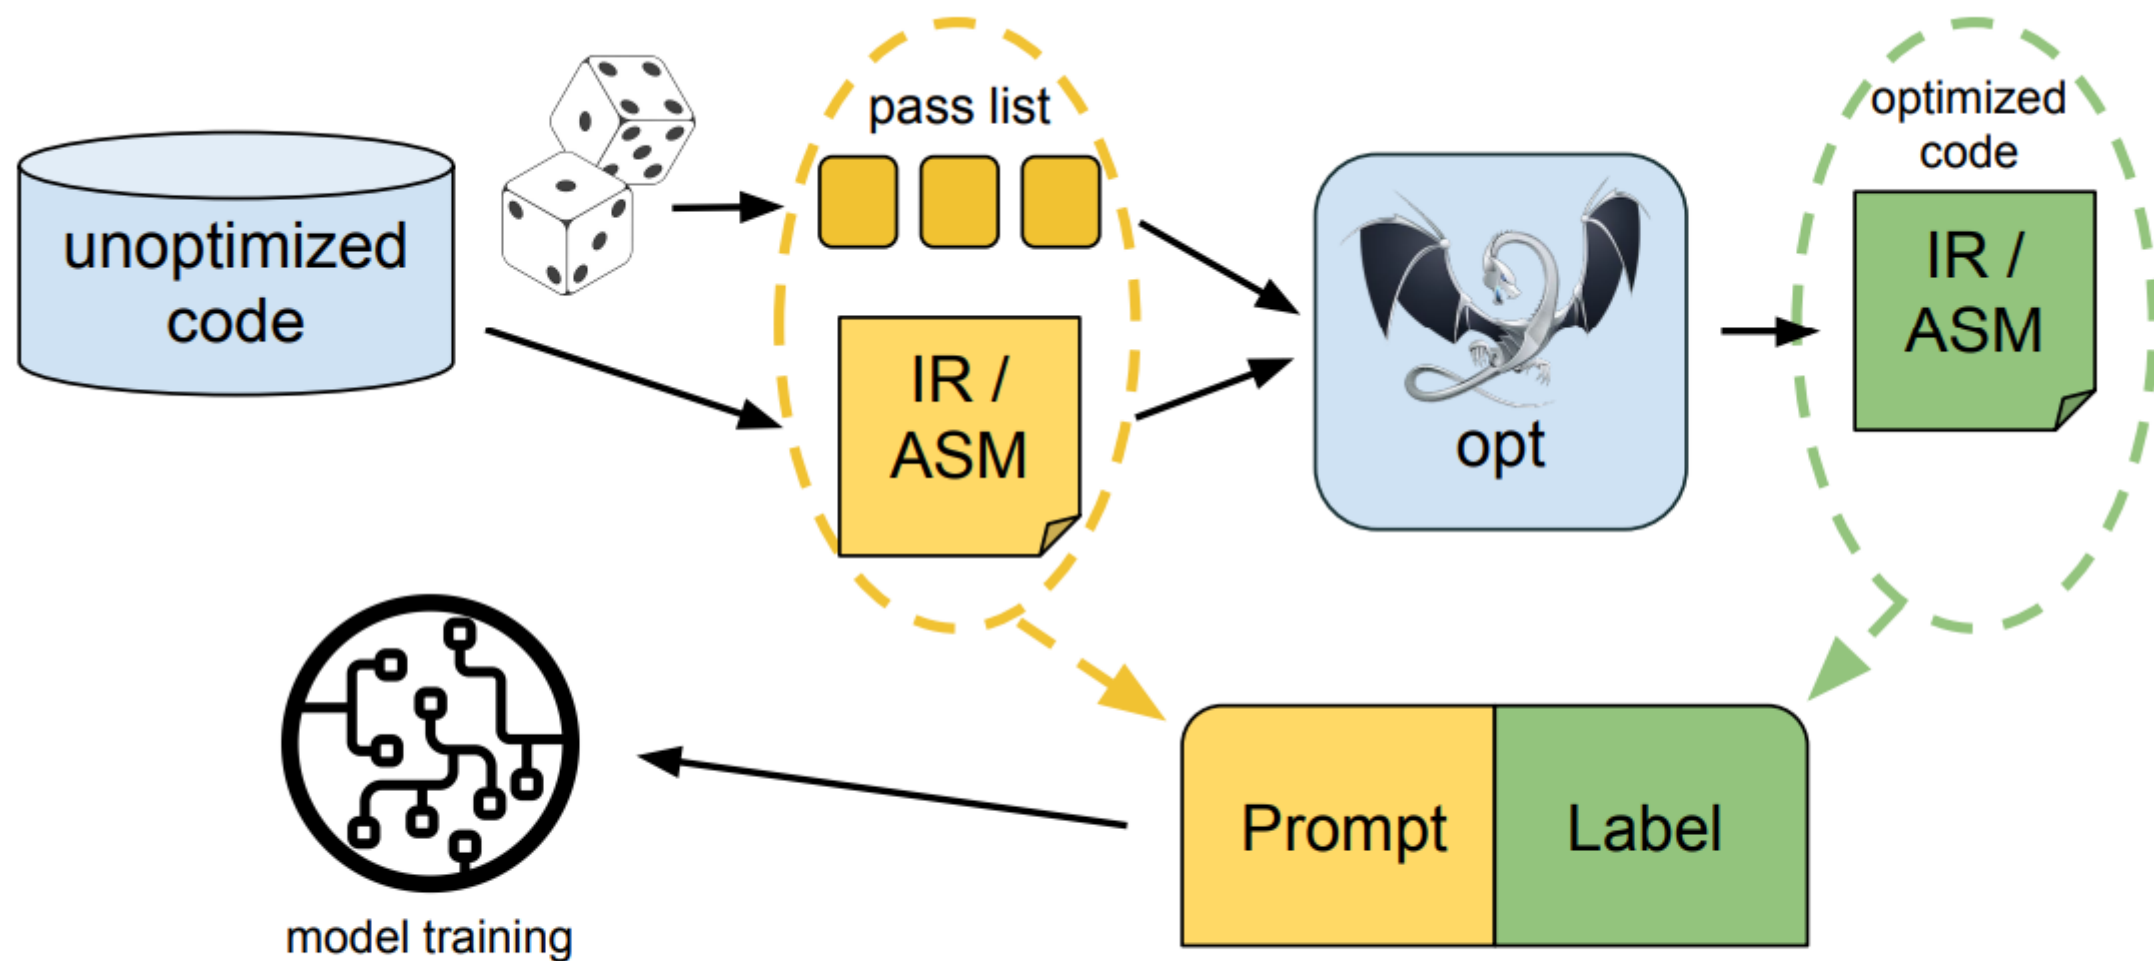 unoptimized
code
pass list
IR /
ASM
opt
optimized
code
IR /
ASM
Prompt
Label
model training